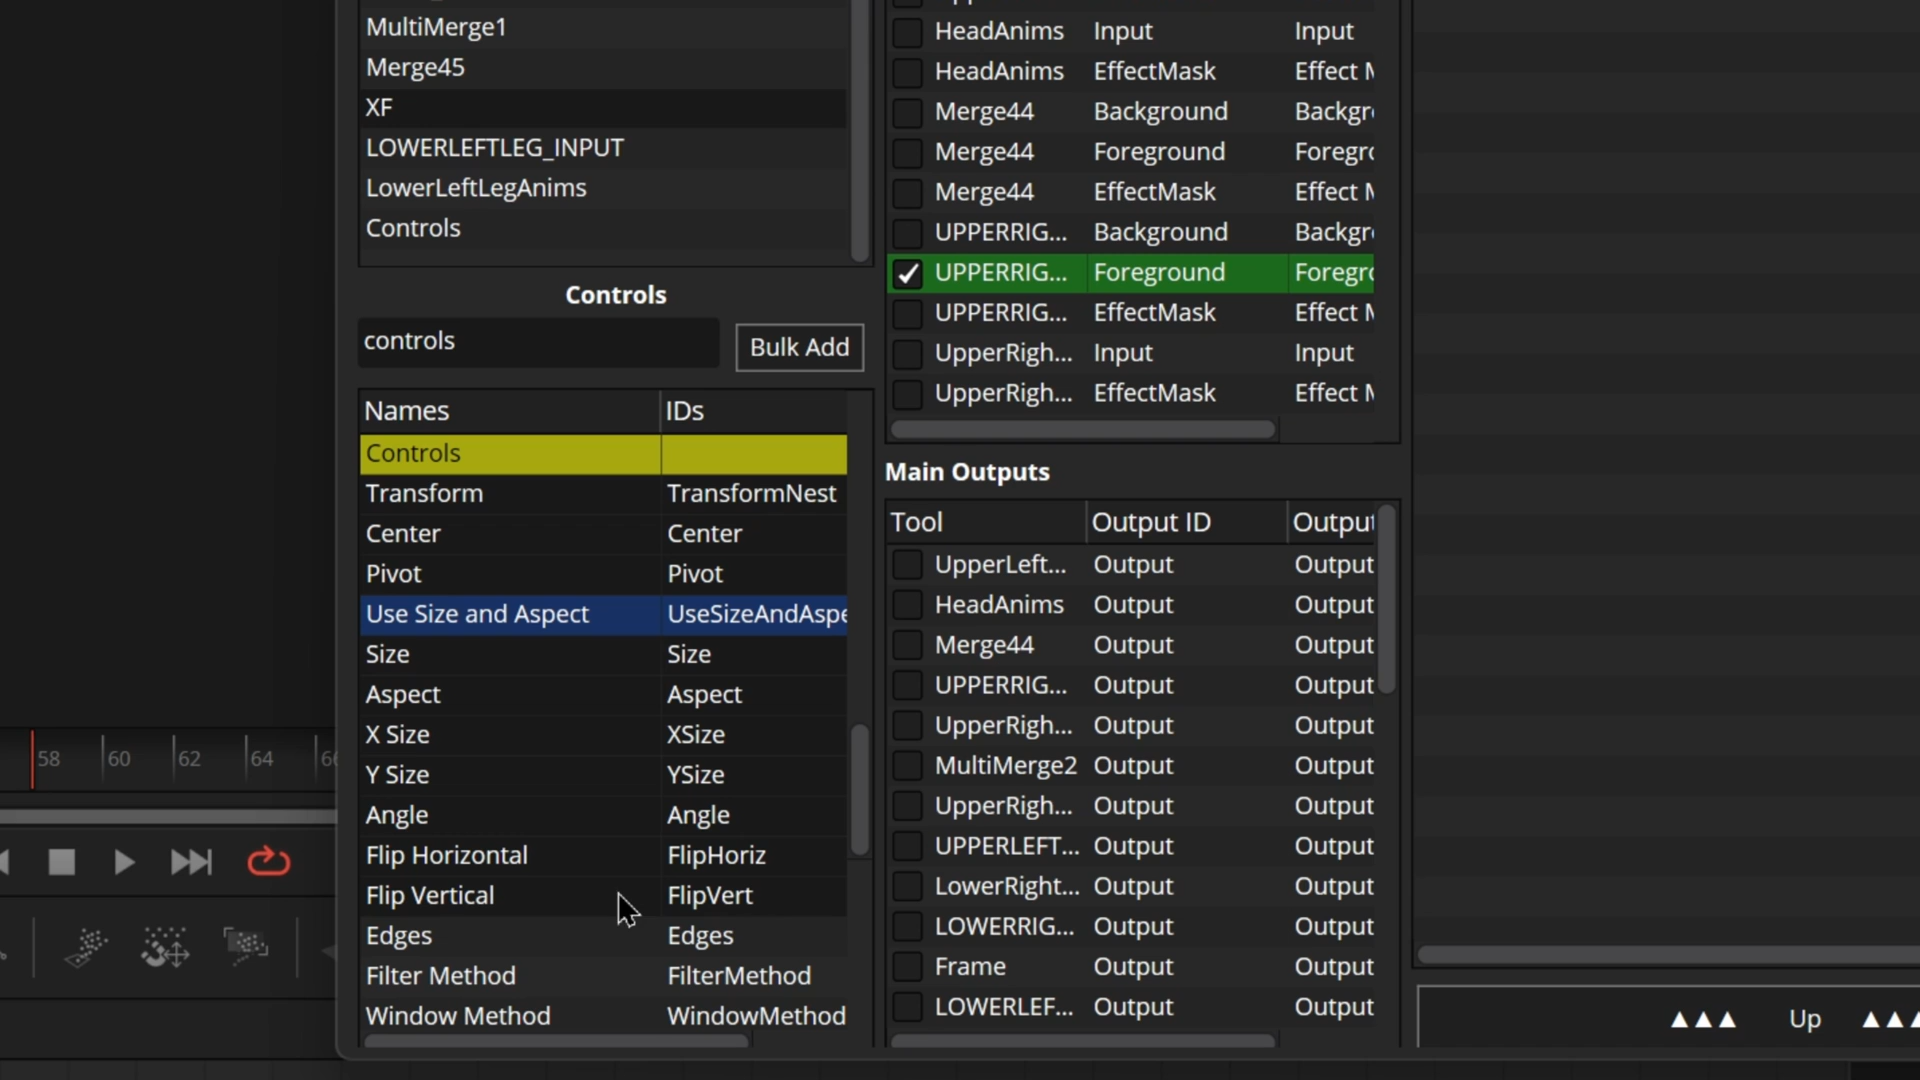 MultiMerge1
Merge45
XF
LOWERLEFTLEG_INPUT
LowerLeftLegAnims
Controls
Controls
controls
Bulk Add
Names IDs
Controls
Transform TransformNest
Center Center
Pivot Pivot
Use Size and Aspect UseSizeAndAspe
Size Size
Aspect Aspect
X Size XSize
Y Size YSize
Angle Angle
Flip Horizontal FlipHoriz
Flip Vertical FlipVert
Edges Edges
Filter Method FilterMethod
Window Method WindowMethod
HeadAnims Input Input
HeadAnims EffectMask Effect M
Merge44 Background Backgr
Merge44 Foreground Foregr
Merge44 EffectMask Effect M
UPPERRIG... Background Backgr
UPPERRIG... Foreground Foregr
UPPERRIG... EffectMask Effect M
UpperRigh... Input Input
UpperRigh... EffectMask Effect M
Main Outputs
Tool Output ID Output
UpperLeft... Output Output
HeadAnims Output Output
Merge44 Output Output
UPPERRIG... Output Output
UpperRigh... Output Output
MultiMerge2 Output Output
UpperRigh... Output Output
UPPERLEFT... Output Output
LowerRight... Output Output
LOWERRIG... Output Output
Frame Output Output
LOWERLEF... Output Output
58 60 62 64
▲▲▲ Up ▲▲▲